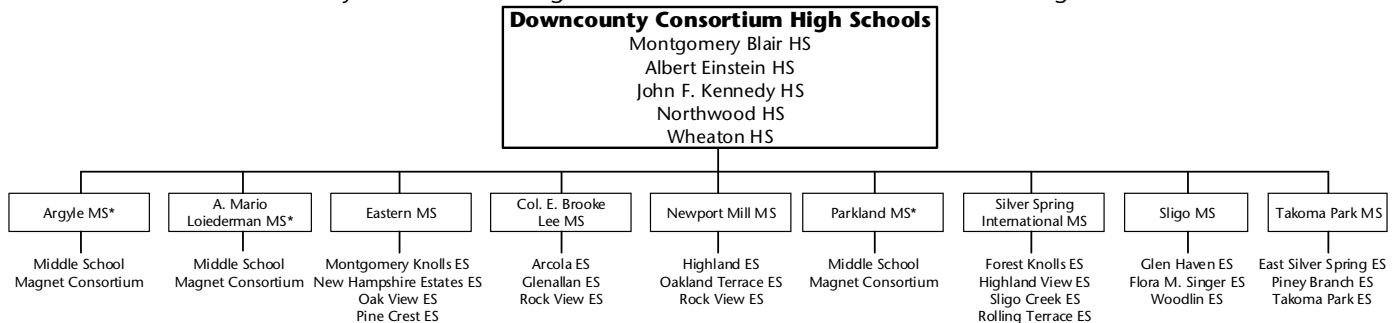 Downcounty Consortium High Schools
Montgomery Blair HS
Albert Einstein HS
John F. Kennedy HS
Northwood HS
Wheaton HS
Argyle MS*
Middle School
Magnet Consortium
A. Mario
Loiederman MS*
Middle School
Magnet Consortium
Eastern MS
Montgomery Knolls ES
New Hampshire Estates ES
Oak View ES
Pine Crest ES
Col. E. Brooke
Lee MS
Arcola ES
Glenallan ES
Rock View ES
Newport Mill MS
Highland ES
Oakland Terrace ES
Rock View ES
Parkland MS*
Middle School
Magnet Consortium
Silver Spring
International MS
Forest Knolls ES
Highland View ES
Sligo Creek ES
Rolling Terrace ES
Sligo MS
Glen Haven ES
Flora M. Singer ES
Woodlin ES
Takoma Park MS
East Silver Spring ES
Piney Branch ES
Takoma Park ES